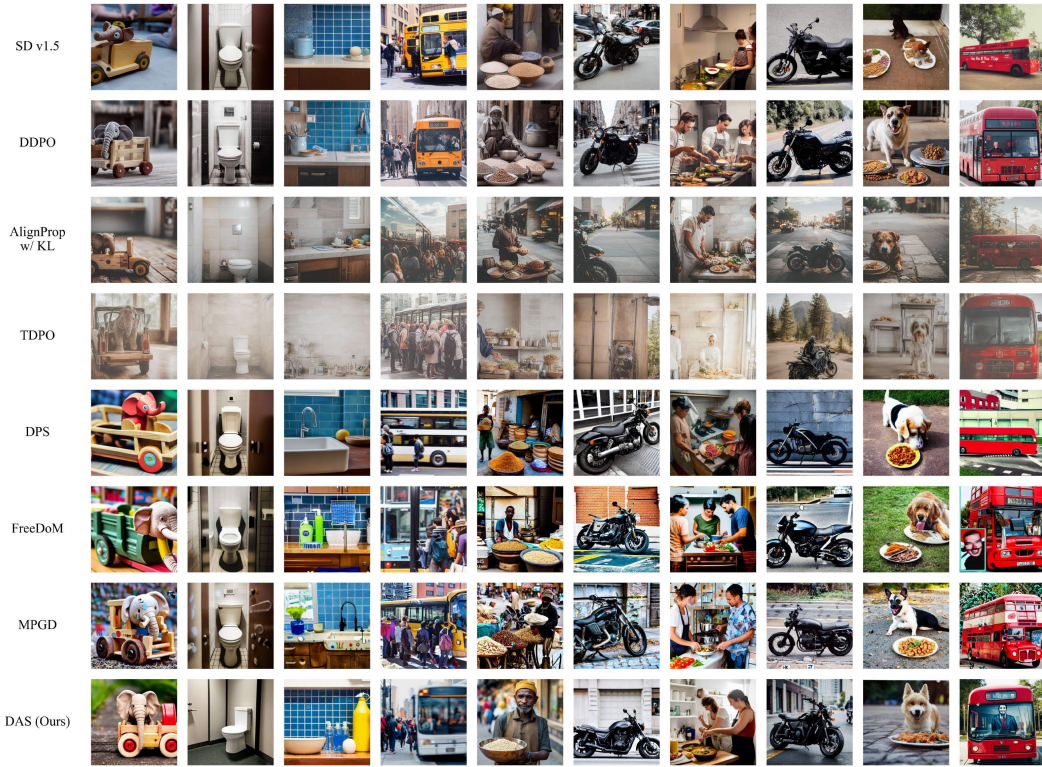 SD v1.5
DDPO
AlignProp
w/ KL
TDPO
DPS
FreeDoM
MPGD
DAS (Ours)